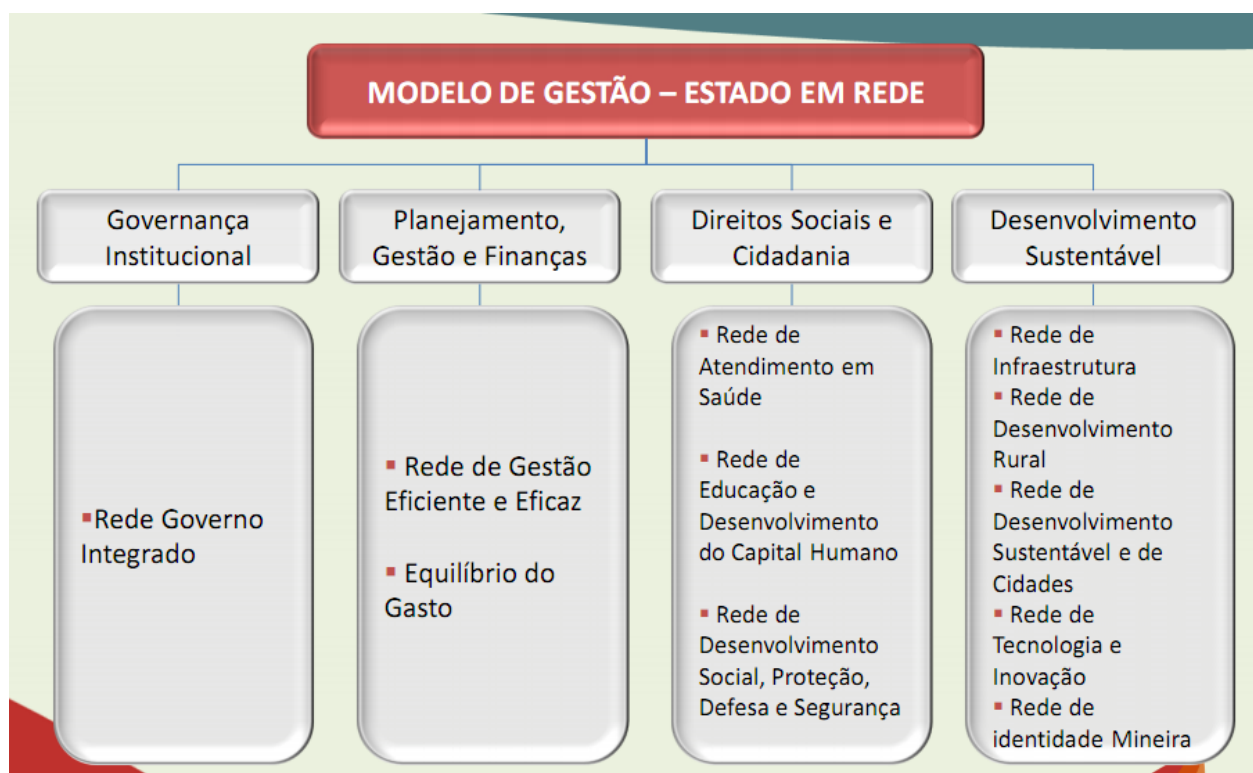 MODELO DE GESTÃO – ESTADO EM REDE
Governança
Institucional
▪Rede Governo
Integrado
Planejamento,
Gestão e Finanças
▪ Rede de Gestão
Eficiente e Eficaz
▪ Equilíbrio do
Gasto
Direitos Sociais e
Cidadania
▪ Rede de
Atendimento em
Saúde
▪ Rede de
Educação e
Desenvolvimento
do Capital Humano
▪ Rede de
Desenvolvimento
Social, Proteção,
Defesa e Segurança
Desenvolvimento
Sustentável
▪ Rede de
Infraestrutura
▪ Rede de
Desenvolvimento
Rural
▪ Rede de
Desenvolvimento
Sustentável e de
Cidades
▪ Rede de
Tecnologia e
Inovação
▪ Rede de
identidade Mineira